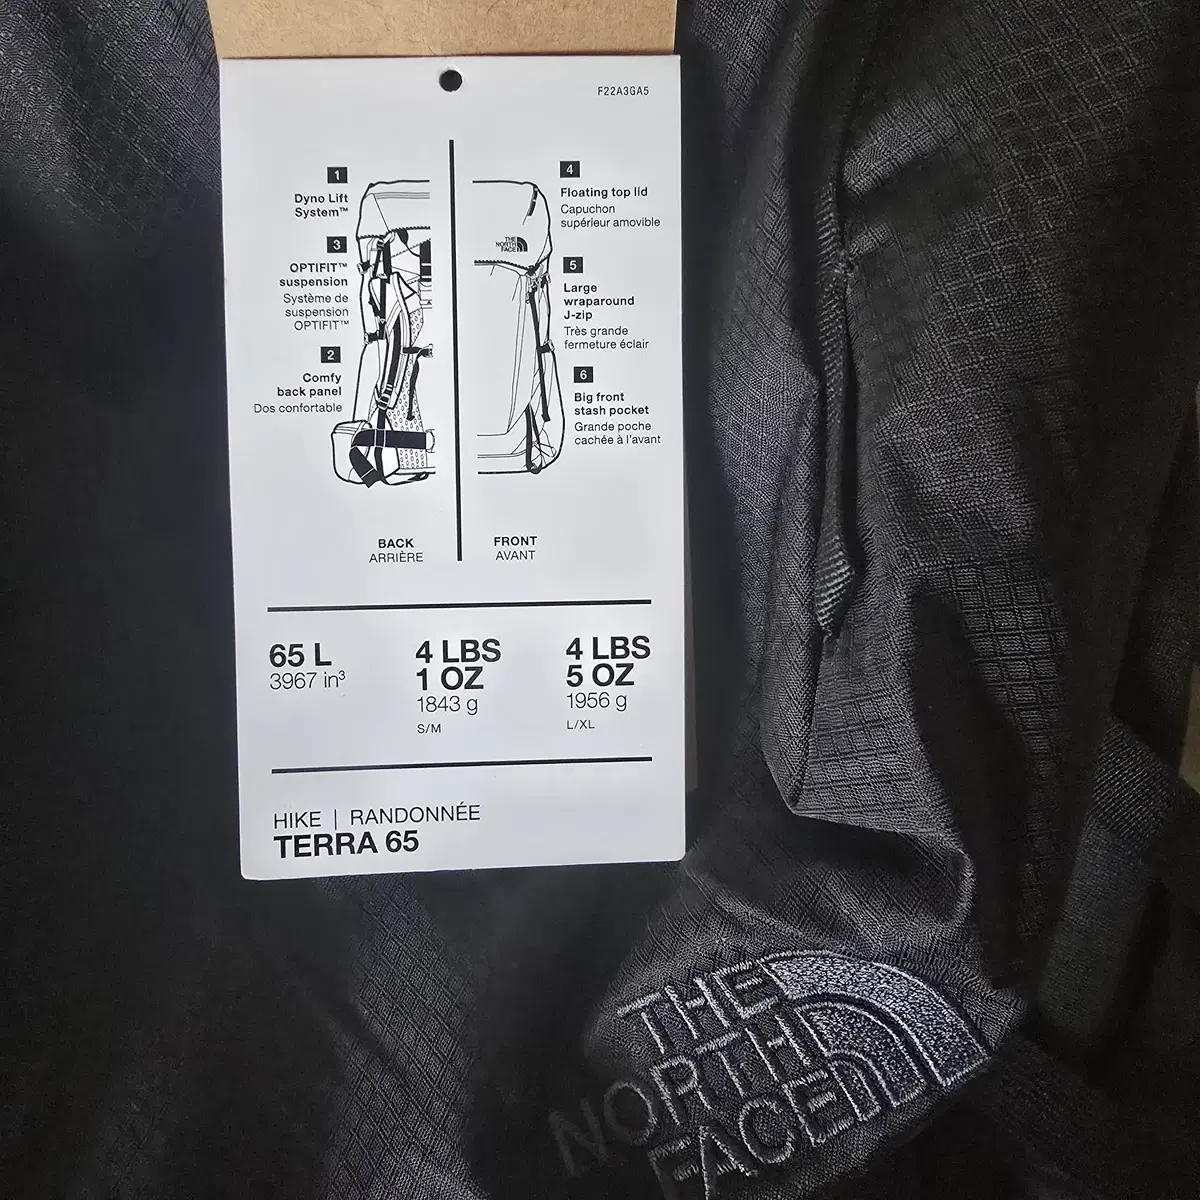 F22A3GA5
1
Dyno Lift
System™
3
OPTIFIT™
suspension
Système de
suspension
OPTIFIT™
2
Comfy
back panel
Dos confortable
THE
NORTH
FACE
4
Floating top lid
Capuchon
supérieur amovible
5
Large
wraparound
J-zip
Très grande
fermeture éclair
6
Big front
stash pocket
Grande poche
cachée à l'avant
BACK
ARRIÈRE
FRONT
AVANT
65 L
3967 in³
4 LBS
1 OZ
1843 g
S/M
4 LBS
5 OZ
1956 g
L/XL
HIKE | RANDONNÉE
TERRA 65
THE
NORTH
FACE